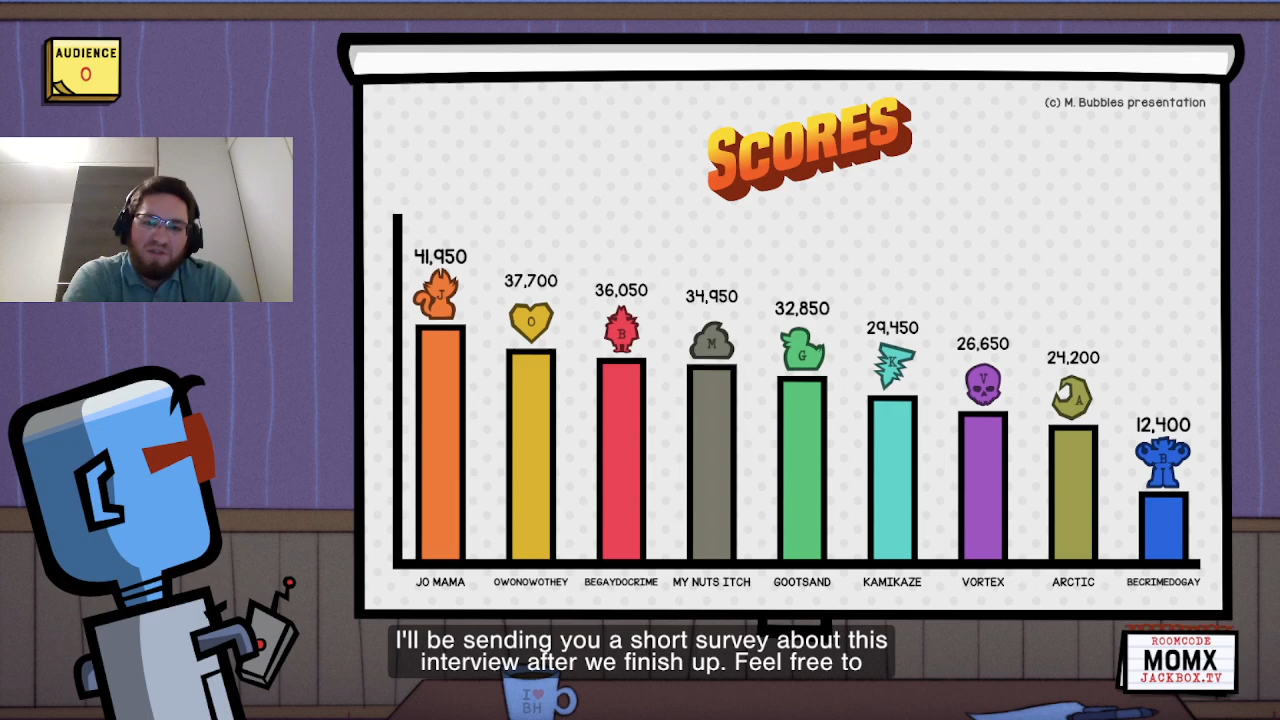 AUDIENCE
0
(c) M. Bubbles presentation
SCORES
41,950
37,700
36,050
34,950
32,850
29,450
26,650
24,200
12,400
J
O
B
M
G
K
V
A
B
JO MAMA
OWONOWOTHEY
BEGAYDOCRIME
MY NUTS ITCH
GOOTSAND
KAMIKAZE
VORTEX
ARCTIC
BECRIMEDOGAY
I'll be sending you a short survey about this
interview after we finish up. Feel free to
ROOMCODE
MOMX
JACKBOX.TV
I ♥
BH